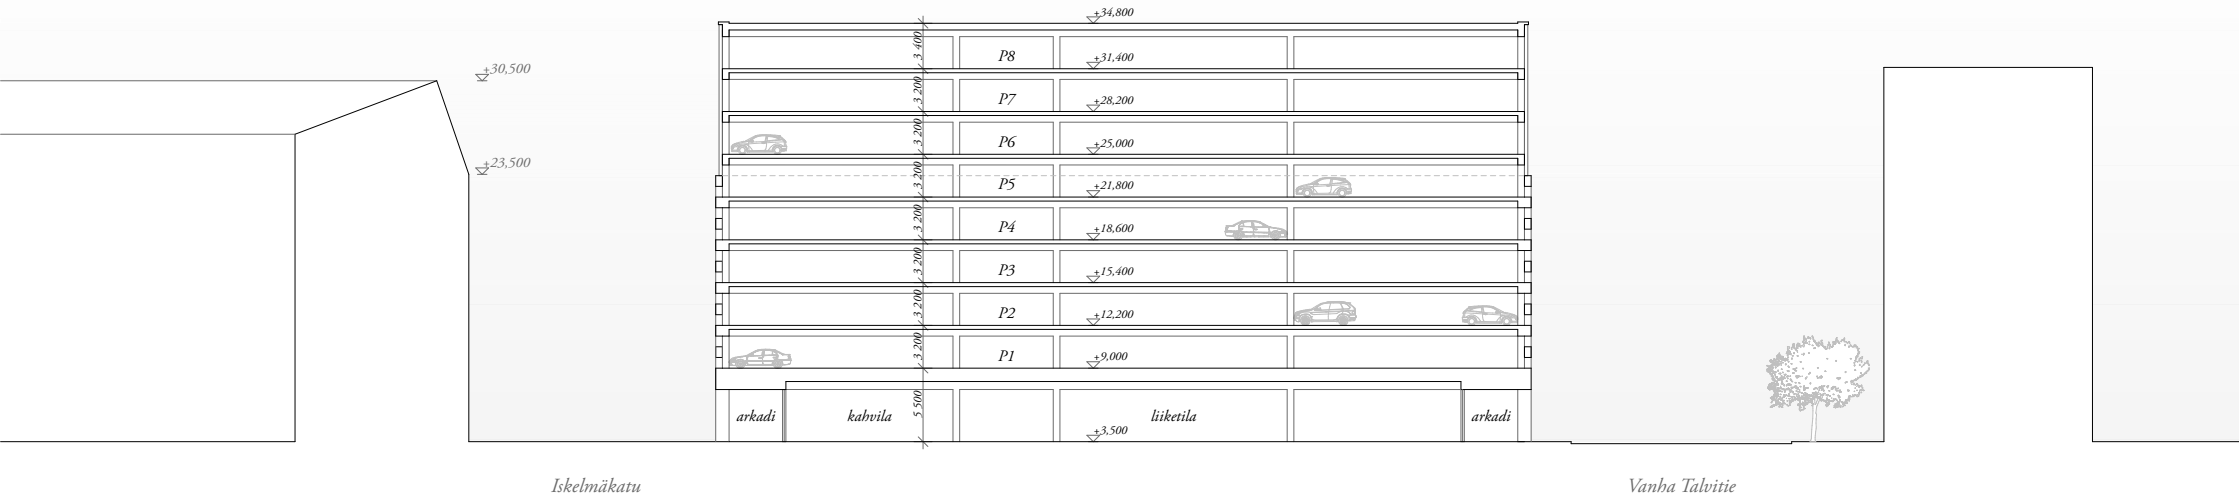 +34,800
3 400
P8
+31,400
+30,500
3 200
P7
+28,200
3 200
P6
+25,000
+23,500
3 200
P5
+21,800
3 200
P4
+18,600
3 200
P3
+15,400
3 200
P2
+12,200
3 200
P1
+9,000
5 500
arkadi
kahvila
liiketila
arkadi
+3,500
Iskelmäkatu
Vanha Talvitie